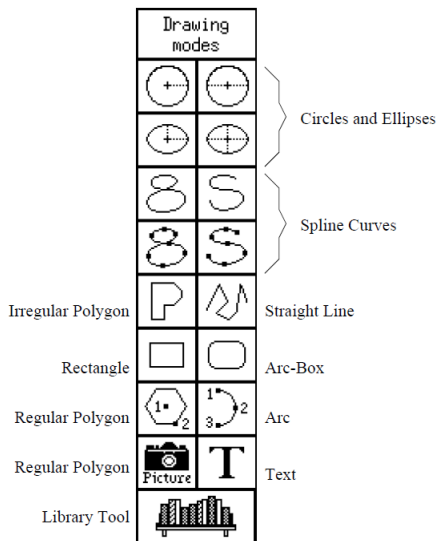 Drawing
modes
Circles and Ellipses
Spline Curves
Irregular Polygon
Straight Line
Rectangle
Arc-Box
1
2
1
2
3
Regular Polygon
Arc
Regular Polygon
Picture
T
Text
Library Tool